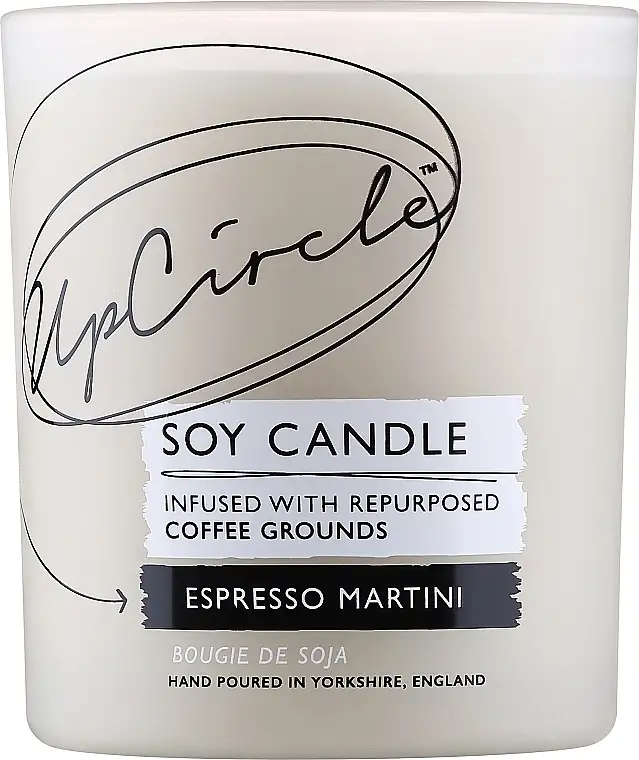 UpCircle™
SOY CANDLE
INFUSED WITH REPURPOSED
COFFEE GROUNDS
ESPRESSO MARTINI
BOUGIE DE SOJA
HAND POURED IN YORKSHIRE, ENGLAND